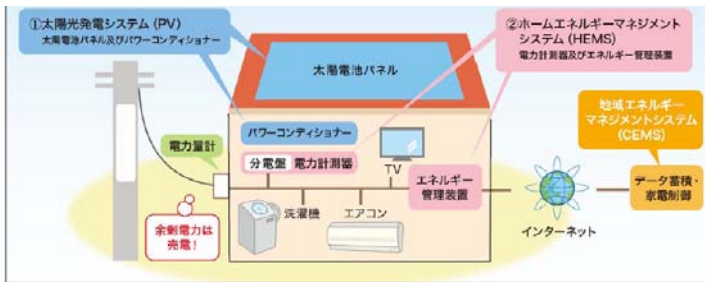 ①太陽光発電システム(PV)
太陽電池パネル及びパワーコンディショナー
②ホームエネルギーマネジメント
システム(HEMS)
電力計測器及びエネルギー管理装置
太陽電池パネル
地域エネルギー
マネジメントシステム
(CEMS)
パワーコンディショナー
電力量計
分電盤 電力計測器
TV
エネルギー
管理装置
データ蓄積・
家電制御
洗濯機
エアコン
インターネット
余剰電力は
売電!